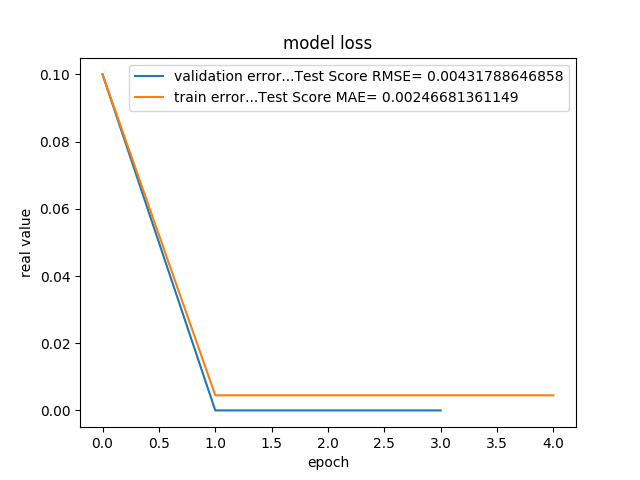 model loss
validation error...Test Score RMSE= 0.00431788646858
train error...Test Score MAE= 0.00246681361149
real value
0.10
0.08
0.06
0.04
0.02
0.00
0.0 0.5 1.0 1.5 2.0 2.5 3.0 3.5 4.0
epoch